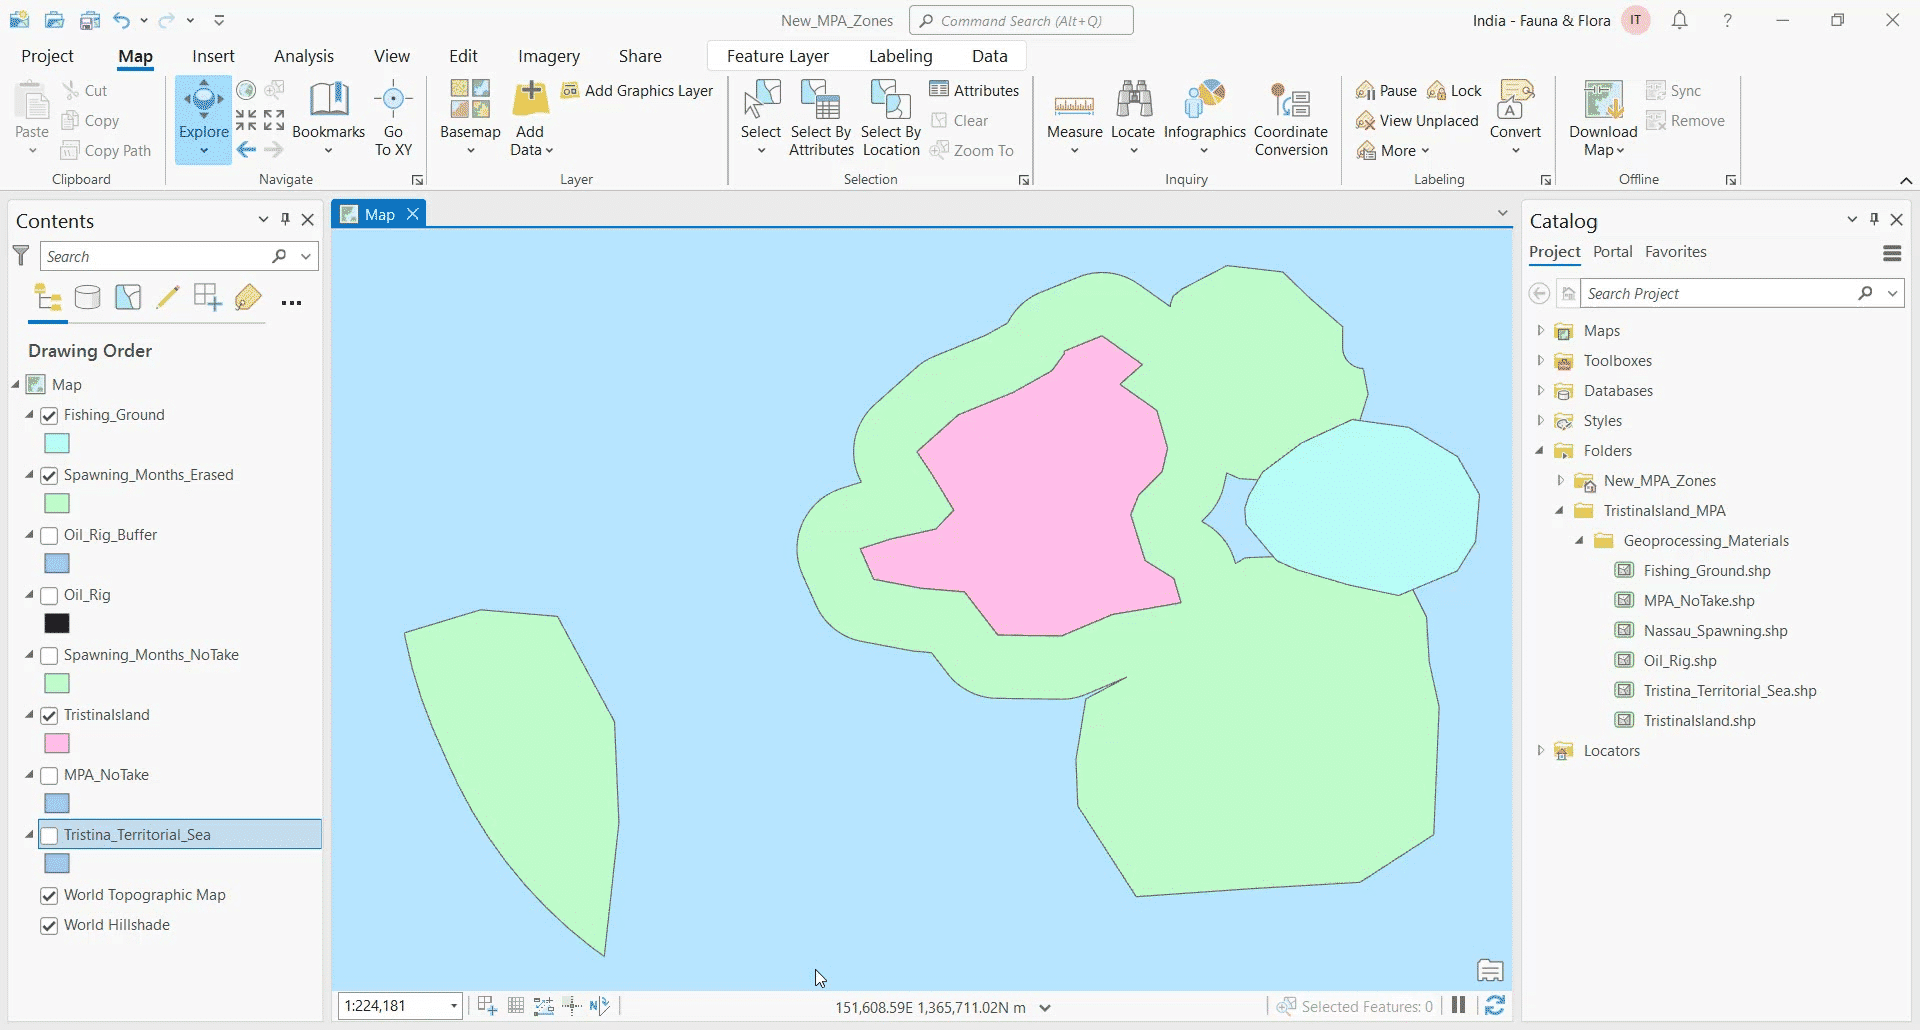 New_MPA_Zones
Command Search (Alt+Q)
India - Fauna & Flora
IT
?
Project
Map
Insert
Analysis
View
Edit
Imagery
Share
Feature Layer
Labeling
Data
Paste
Cut
Copy
Copy Path
Clipboard
Explore
Bookmarks
Go
To XY
Navigate
Basemap
Add
Data
Add Graphics Layer
Layer
Select
Select By
Attributes
Select By
Location
Attributes
Clear
Zoom To
Selection
Measure
Locate
Infographics
Coordinate
Conversion
Inquiry
Pause
Lock
View Unplaced
More
Convert
Labeling
Download
Map
Sync
Remove
Offline
Contents
Search
Drawing Order
Map
Fishing_Ground
Spawning_Months_Erased
Oil_Rig_Buffer
Oil_Rig
Spawning_Months_NoTake
TristinaIsland
MPA_NoTake
Tristina_Territorial_Sea
World Topographic Map
World Hillshade
Map
1:224,181
151,608.59E 1,365,711.02N m
Selected Features: 0
Catalog
Project
Portal
Favorites
Search Project
Maps
Toolboxes
Databases
Styles
Folders
New_MPA_Zones
TristinaIsland_MPA
Geoprocessing_Materials
Fishing_Ground.shp
MPA_NoTake.shp
Nassau_Spawning.shp
Oil_Rig.shp
Tristina_Territorial_Sea.shp
TristinaIsland.shp
Locators